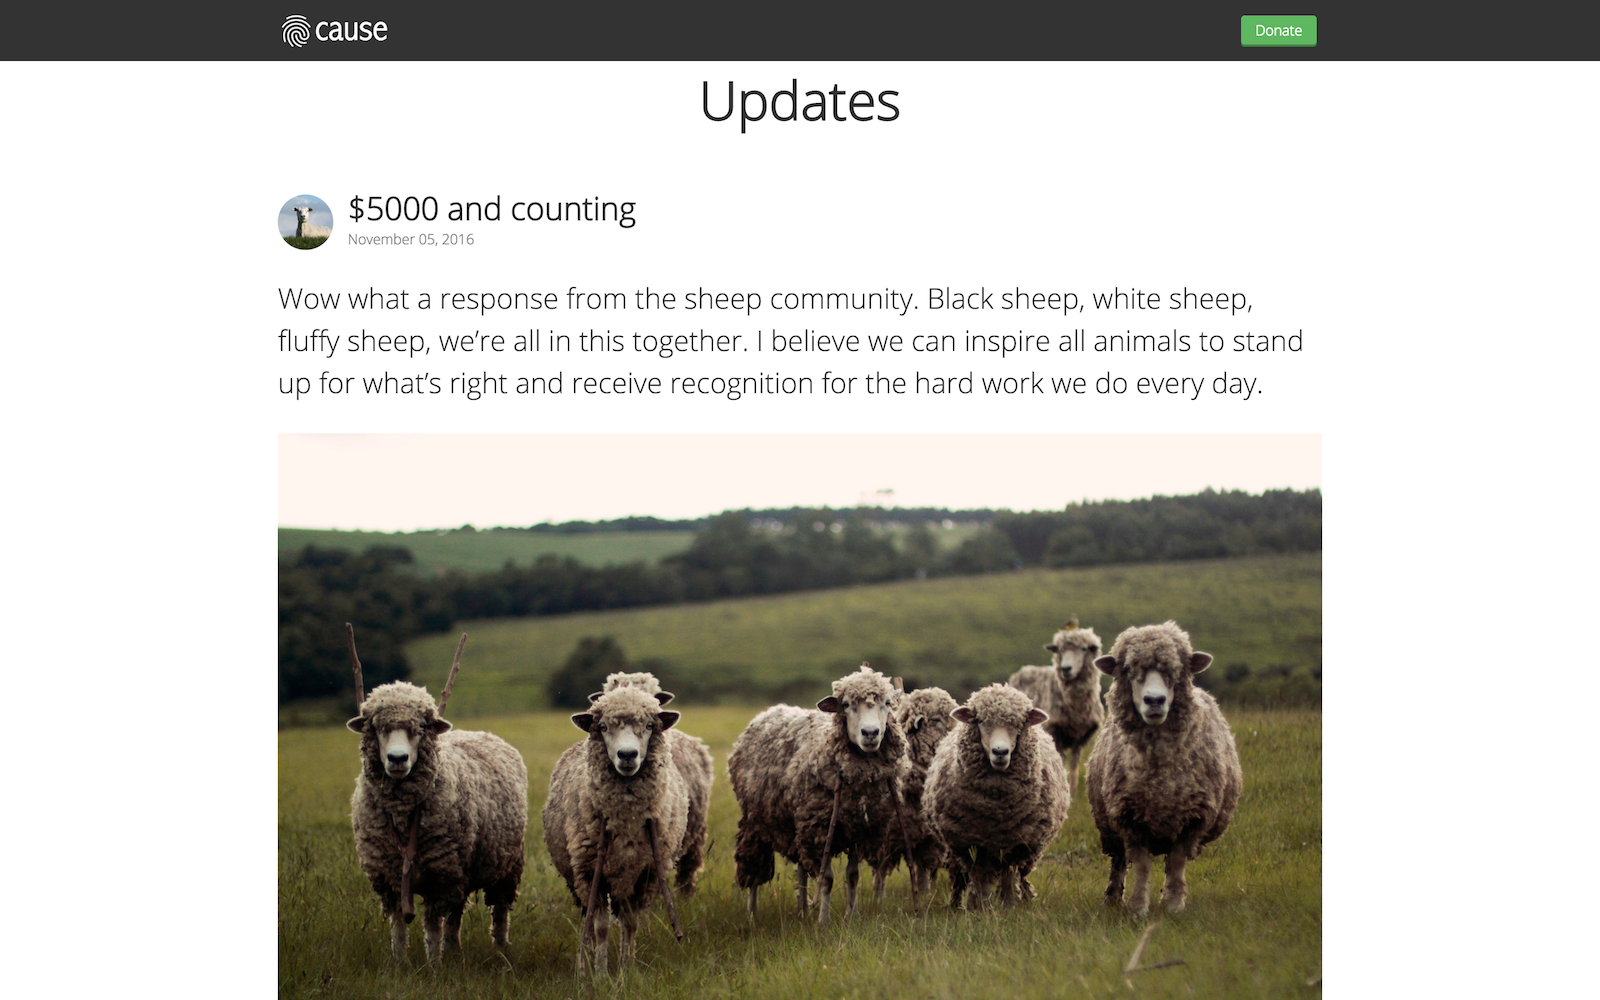 cause
Donate
Updates
$5000 and counting
November 05, 2016
Wow what a response from the sheep community. Black sheep, white sheep,
fluffy sheep, we’re all in this together. I believe we can inspire all animals to stand
up for what’s right and receive recognition for the hard work we do every day.